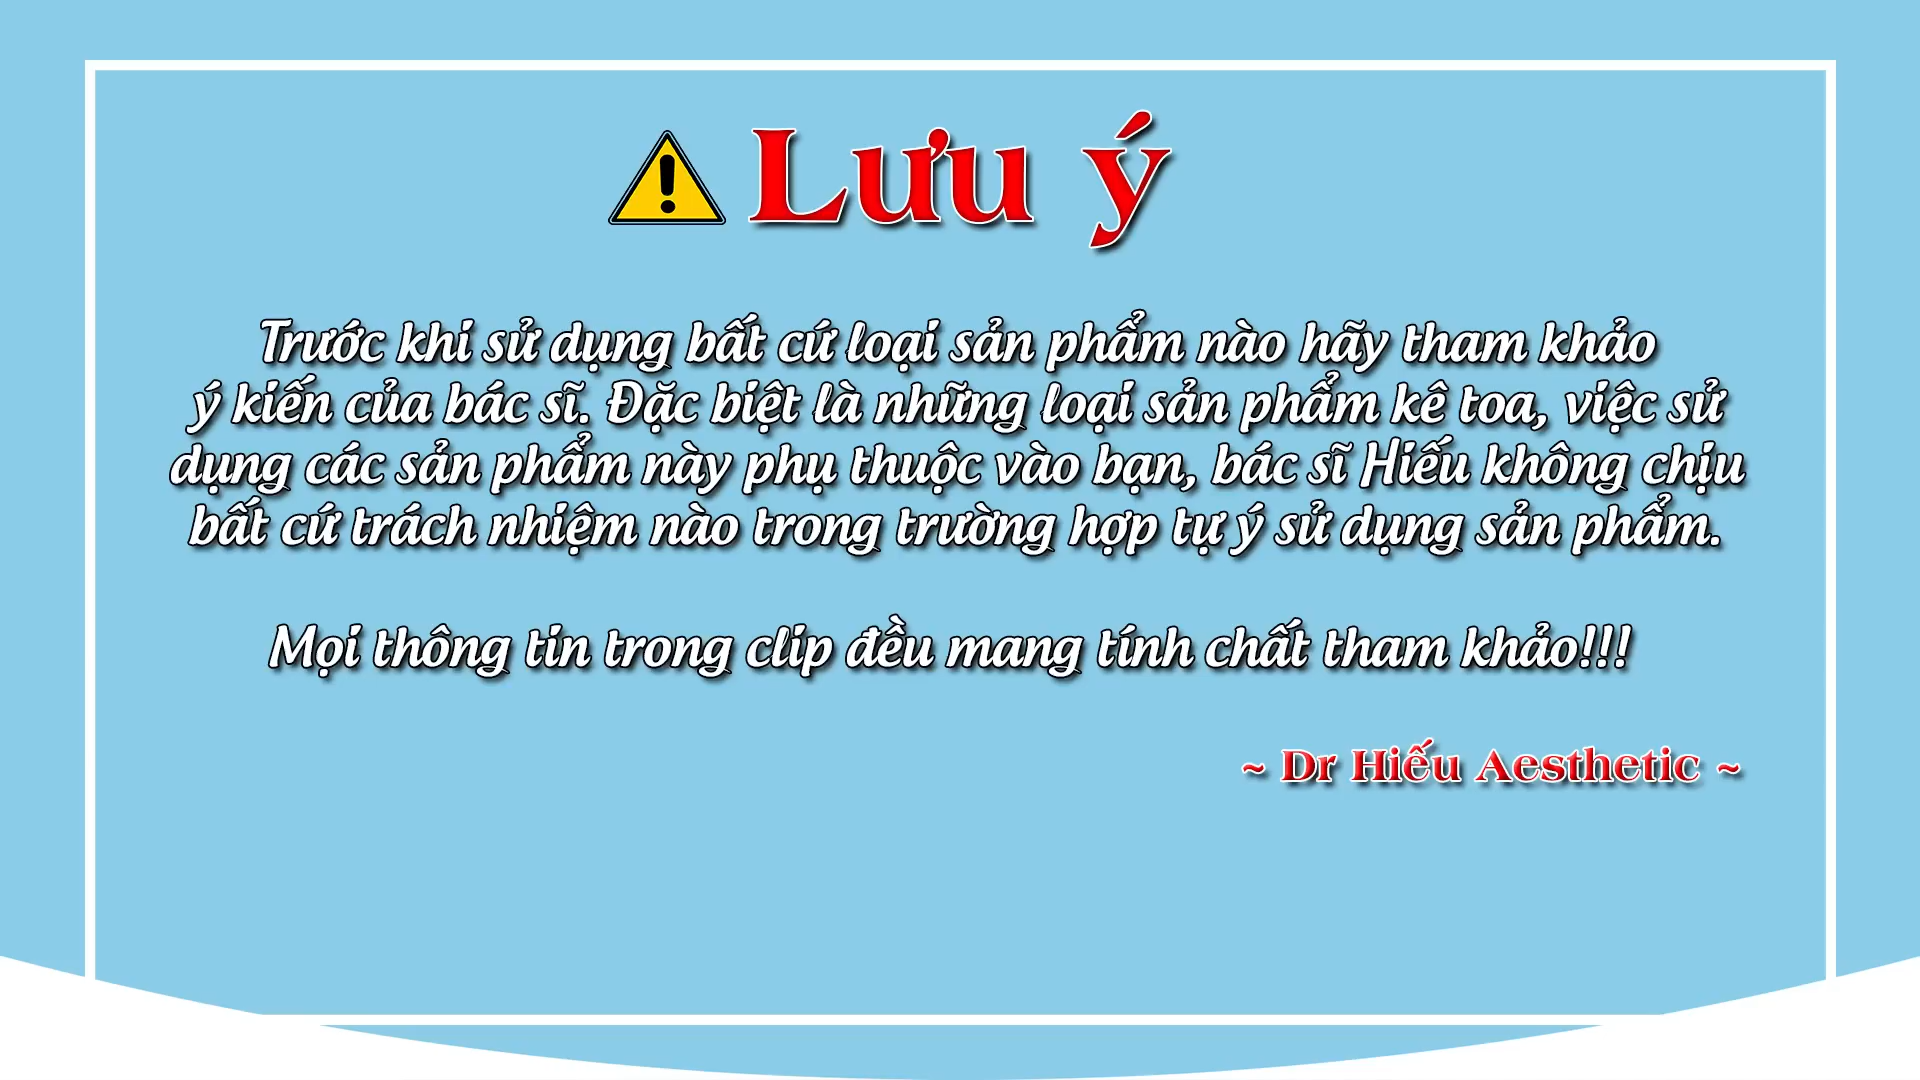 Lưu ý
Trước khi sử dụng bất cứ loại sản phẩm nào hãy tham khảo
ý kiến của bác sĩ. Đặc biệt là những loại sản phẩm kê toa, việc sử
dụng các sản phẩm này phụ thuộc vào bạn, bác sĩ Hiếu không chịu
bất cứ trách nhiệm nào trong trường hợp tự ý sử dụng sản phẩm.
Mọi thông tin trong clip đều mang tính chất tham khảo!!!
~ Dr Hiếu Aesthetic ~